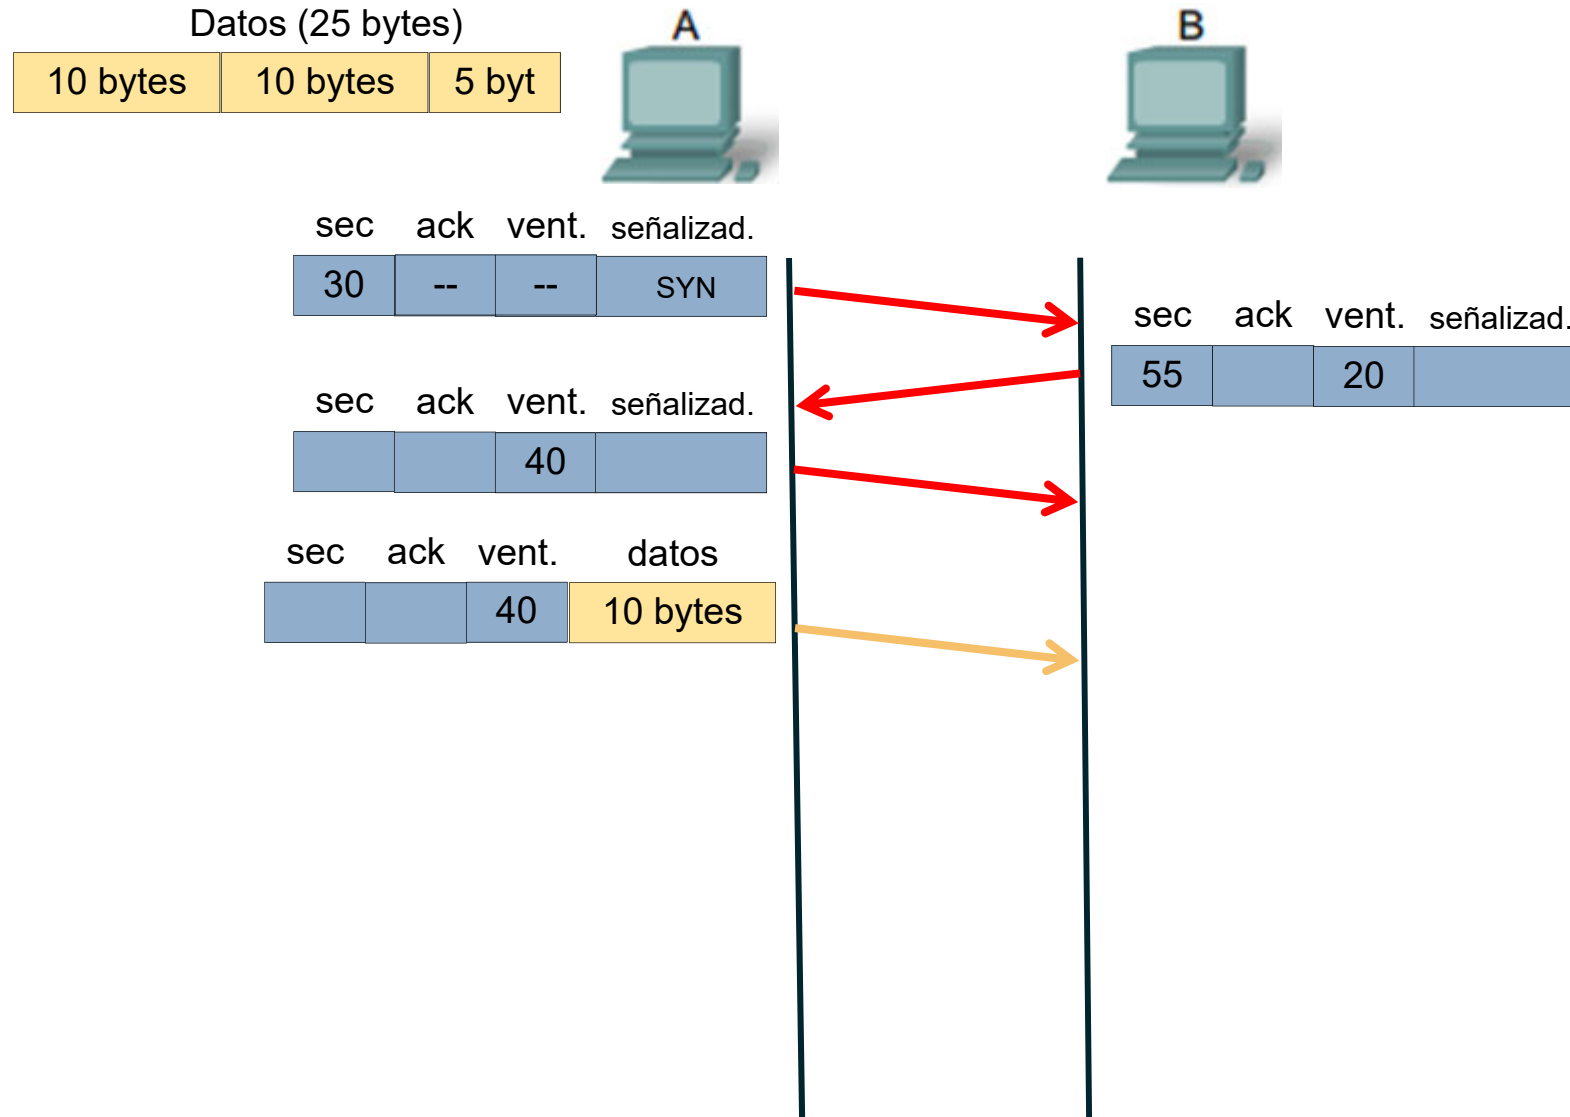 Datos (25 bytes)
10 bytes 10 bytes 5 byt
A
B
sec ack vent. señalizad.
30 -- -- SYN
sec ack vent. señalizad.
55 20
sec ack vent. señalizad.
40
sec ack vent. datos
40 10 bytes